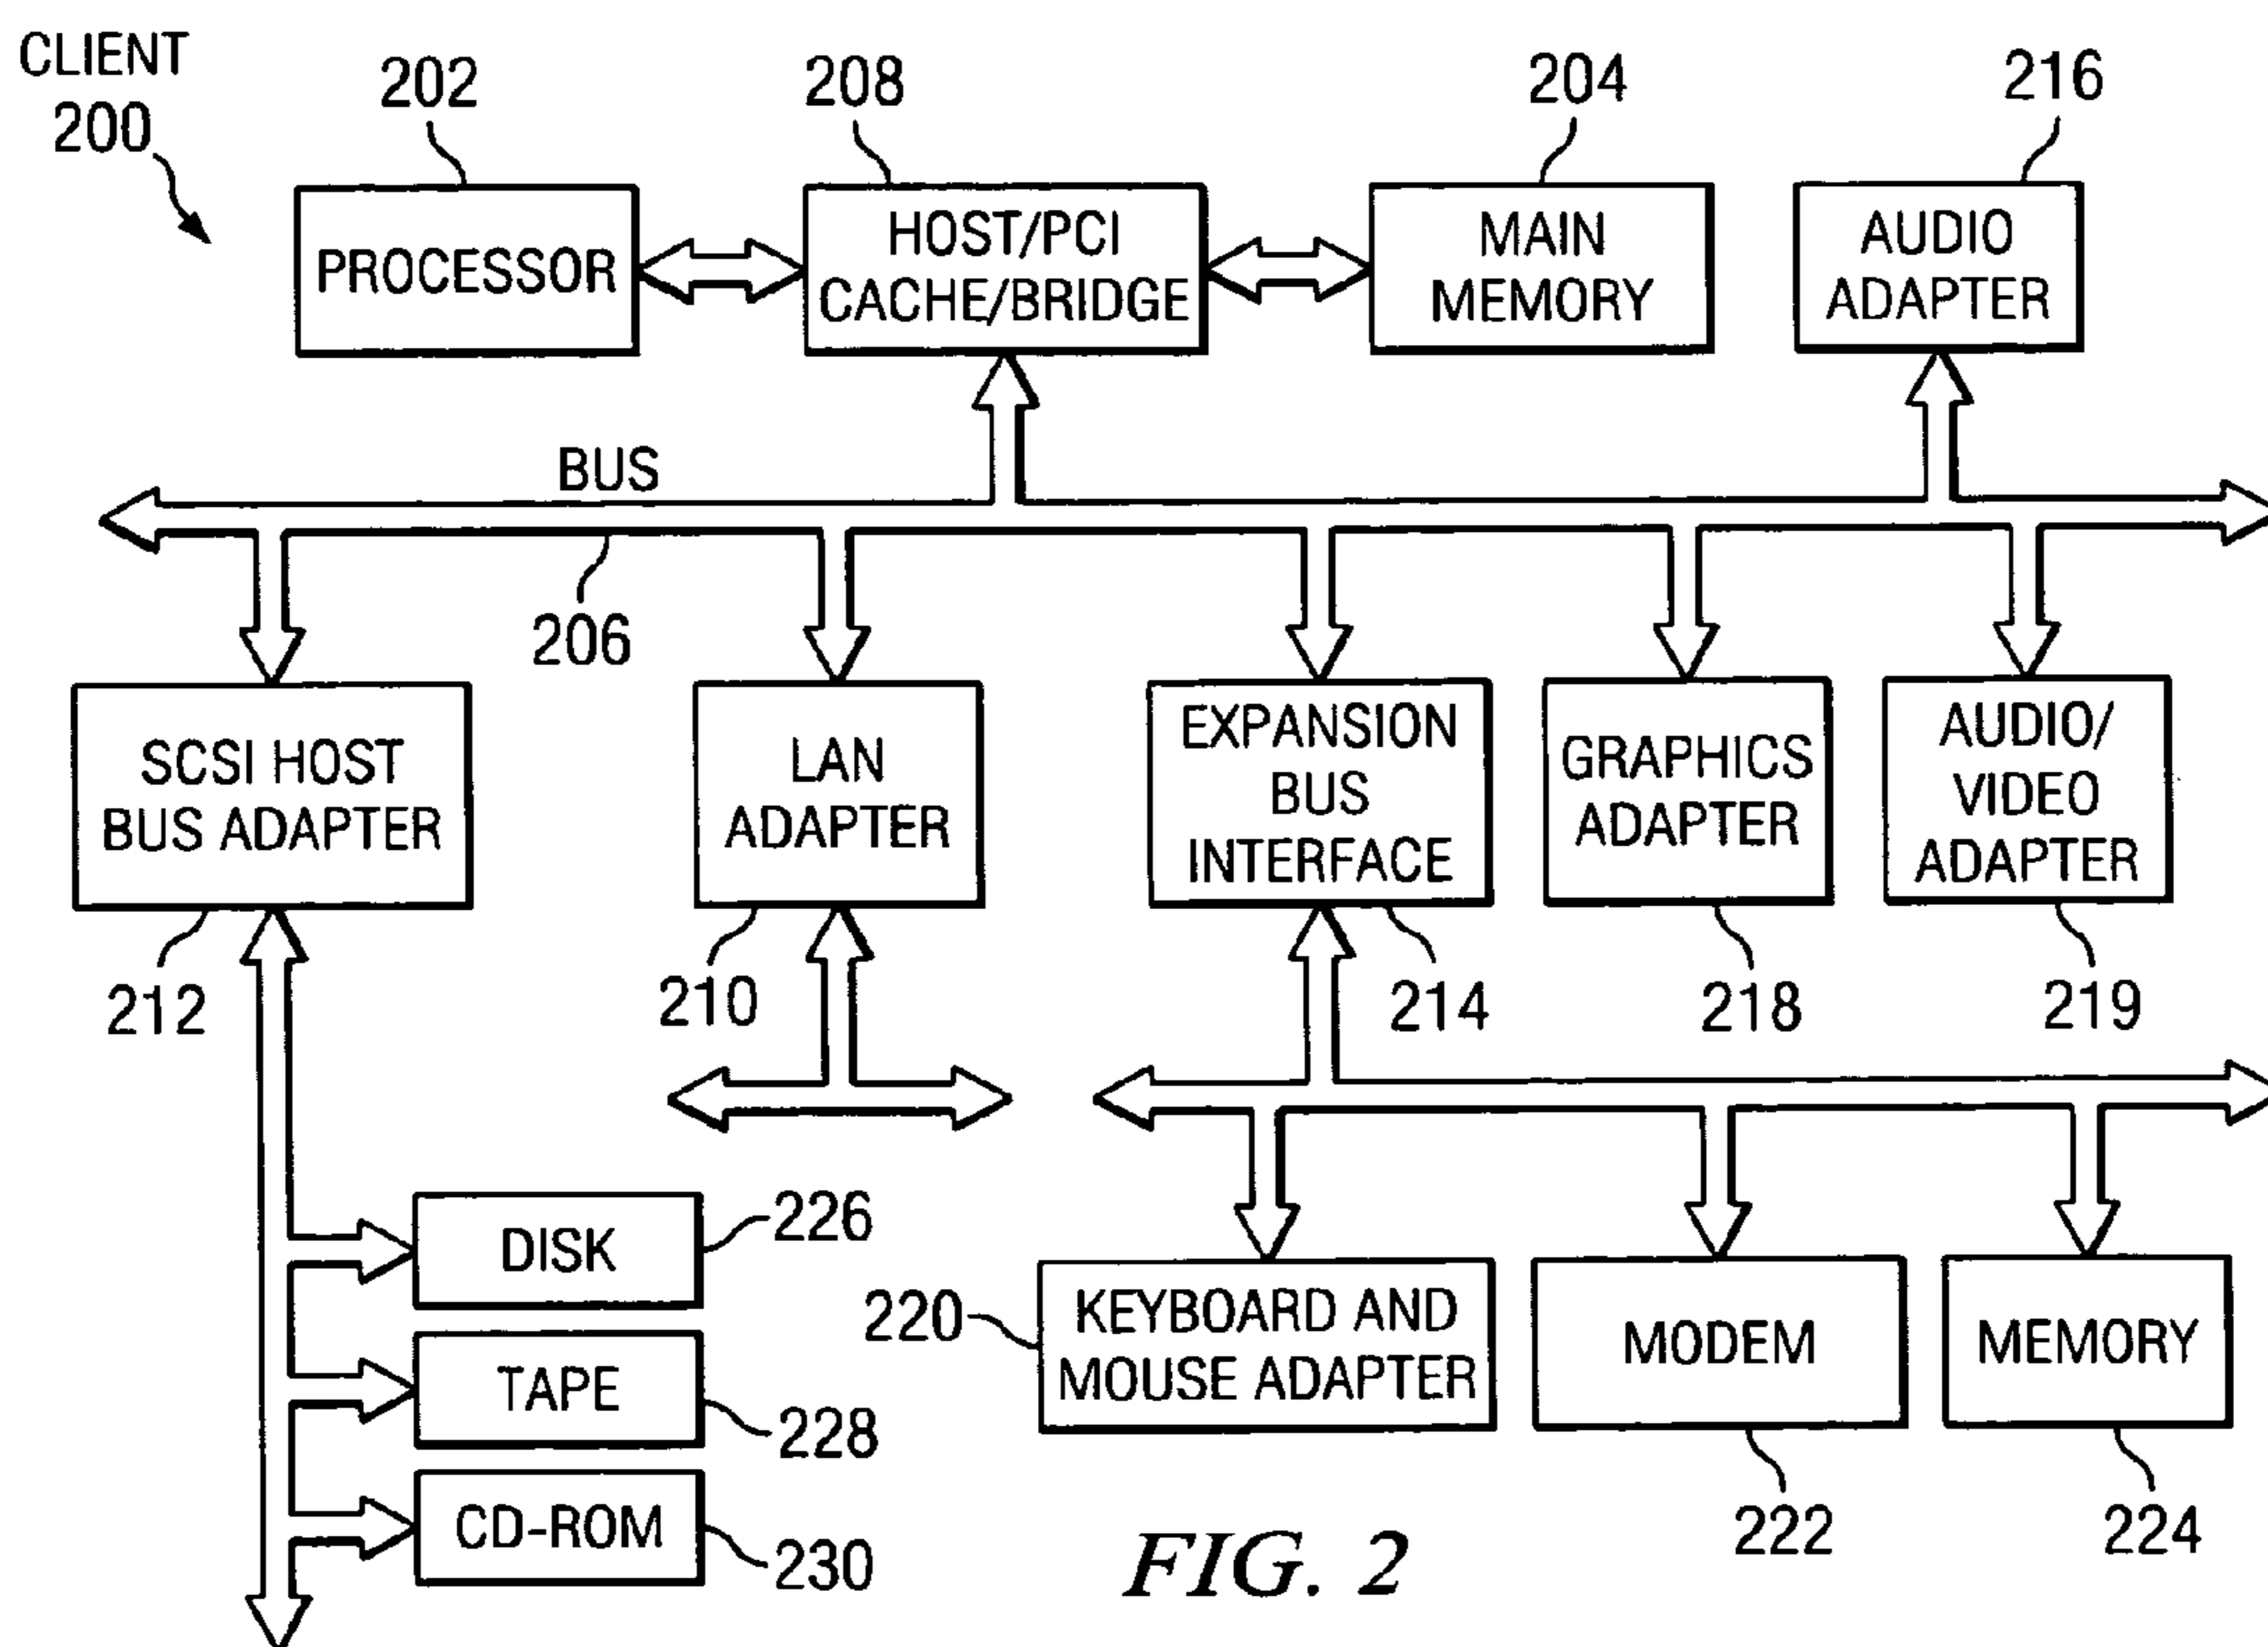 CLIENT
200
202
208
204
216
PROCESSOR
HOST/PCI
CACHE/BRIDGE
MAIN
MEMORY
AUDIO
ADAPTER
BUS
206
SCSI HOST
BUS ADAPTER
LAN
ADAPTER
EXPANSION
BUS
INTERFACE
GRAPHICS
ADAPTER
AUDIO/
VIDEO
ADAPTER
212
210
214
218
219
DISK
226
TAPE
228
CD-ROM
230
220
KEYBOARD AND
MOUSE ADAPTER
MODEM
MEMORY
222
224
FIG. 2